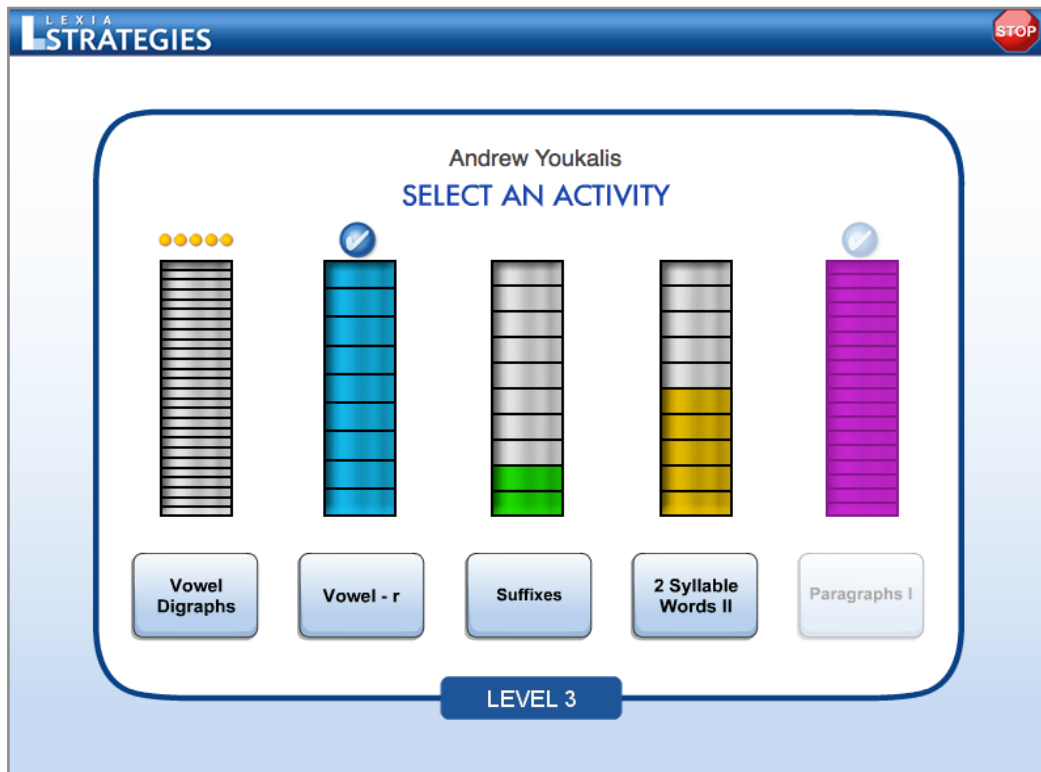 LEXIA
STRATEGIES
STOP
Andrew Youkalis
SELECT AN ACTIVITY
Vowel
Digraphs
Vowel - r
Suffixes
2 Syllable
Words II
Paragraphs I
LEVEL 3